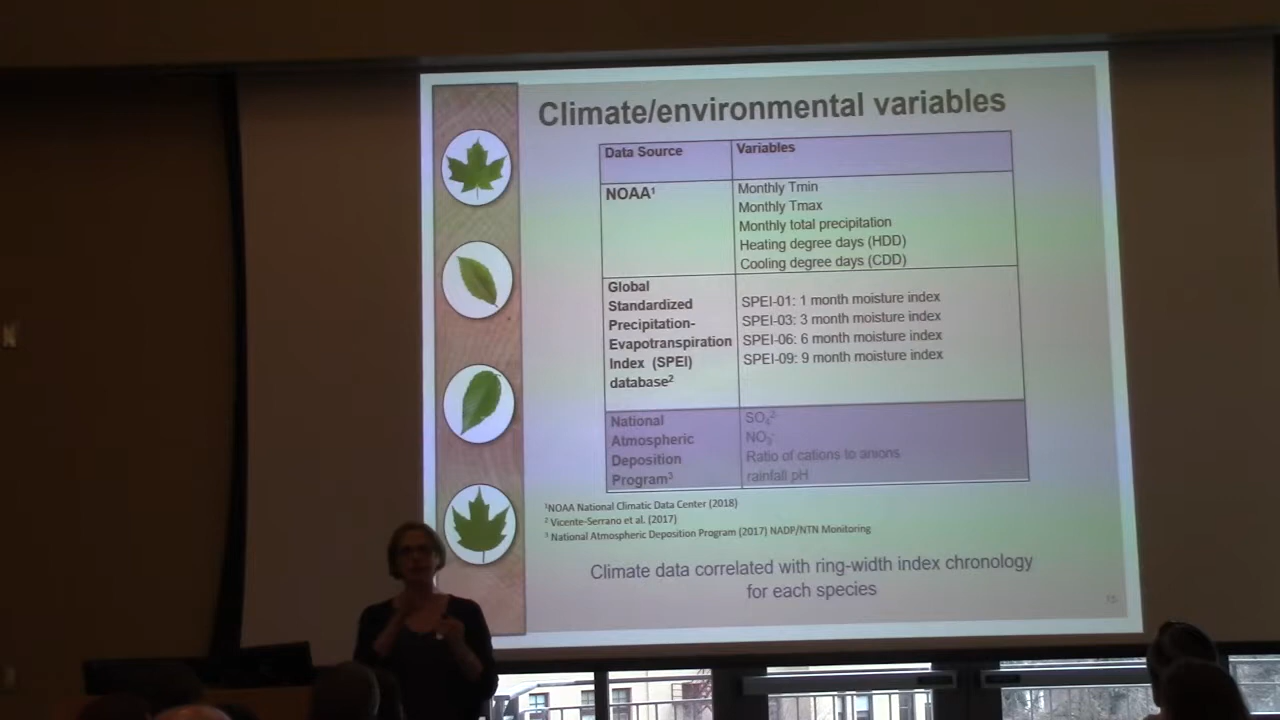 Climate/environmental variables
Data Source
Variables
NOAA¹
Monthly Tmin
Monthly Tmax
Monthly total precipitation
Heating degree days (HDD)
Cooling degree days (CDD)
Global
Standardized
Precipitation-
Evapotranspiration
Index (SPEI)
database²
SPEI-01: 1 month moisture index
SPEI-03: 3 month moisture index
SPEI-06: 6 month moisture index
SPEI-09: 9 month moisture index
National
Atmospheric
Deposition
Program³
SO₄²⁻
NO₃⁻
Ratio of cations to anions
rainfall pH
¹NOAA National Climatic Data Center (2018)
² Vicente-Serrano et al. (2017)
³ National Atmospheric Deposition Program (2017) NADP/NTN Monitoring
Climate data correlated with ring-width index chronology
for each species
15